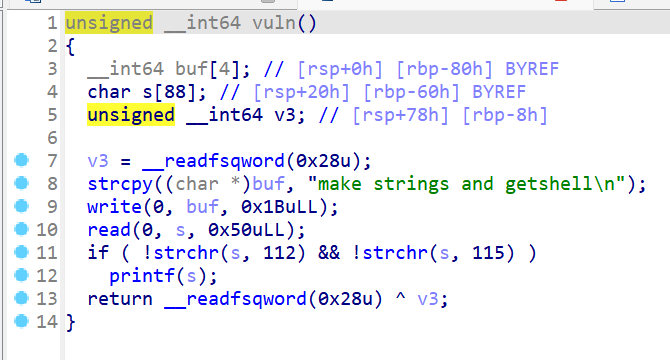 1 unsigned __int64 vuln()
2 {
3 __int64 buf[4]; // [rsp+0h] [rbp-80h] BYREF
4 char s[88]; // [rsp+20h] [rbp-60h] BYREF
5 unsigned __int64 v3; // [rsp+78h] [rbp-8h]
6
7 v3 = __readfsqword(0x28u);
8 strcpy((char *)buf, "make strings and getshell\n");
9 write(0, buf, 0x1BuLL);
10 read(0, s, 0x50uLL);
11 if ( !strchr(s, 112) && !strchr(s, 115) )
12 printf(s);
13 return __readfsqword(0x28u) ^ v3;
14 }